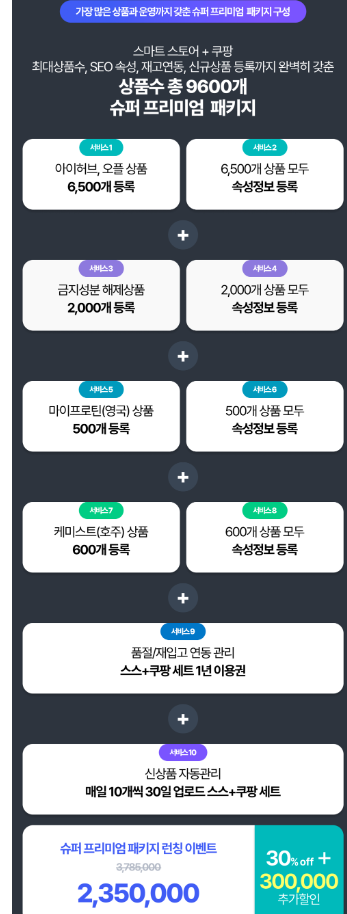 가장 많은 상품과 운영까지 갖춘 슈퍼 프리미엄 패키지 구성
스마트 스토어 + 쿠팡
최대상품수, SEO 속성, 재고연동, 신규상품 등록까지 완벽히 갖춘
상품수 총 9600개
슈퍼 프리미엄 패키지
서비스1
아이허브, 오플 상품
6,500개 등록
서비스2
6,500개 상품 모두
속성정보 등록
+
서비스3
금지성분 해제상품
2,000개 등록
서비스4
2,000개 상품 모두
속성정보 등록
+
서비스5
마이프로틴(영국) 상품
500개 등록
서비스6
500개 상품 모두
속성정보 등록
+
서비스7
케미스트(호주) 상품
600개 등록
서비스8
600개 상품 모두
속성정보 등록
+
서비스9
품절/재입고 연동 관리
스스+쿠팡 세트 1년 이용권
+
서비스10
신상품 자동관리
매일 10개씩 30일 업로드 스스+쿠팡 세트
슈퍼 프리미엄 패키지 런칭 이벤트
3,785,000
2,350,000
30% off +
300,000
추가할인